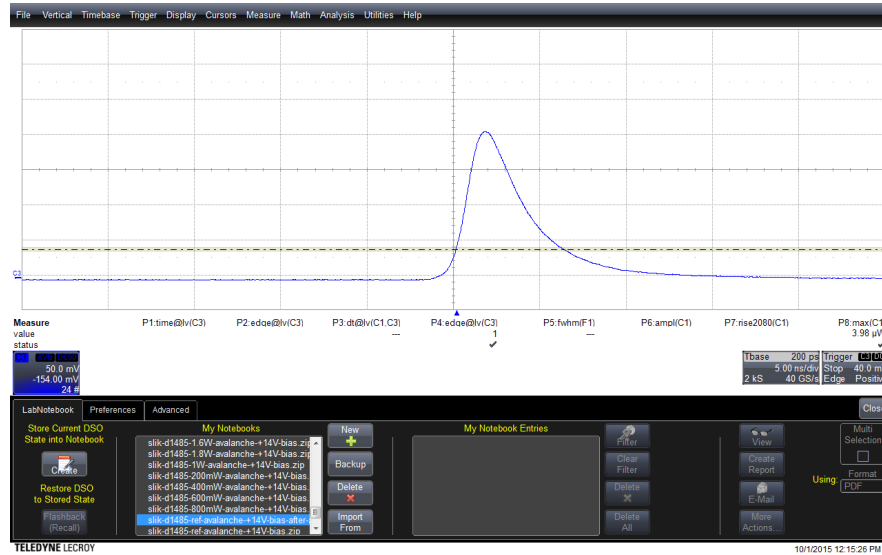 File Vertical Timebase Trigger Display Cursors Measure Math Analysis Utilities Help
C3
Measure P1:time@lv(C3) P2:edge@lv(C3) P3:dt@lv(C1,C3) P4:edge@lv(C3) P5:fwhm(F1) P6:ampl(C1) P7:rise2080(C1) P8:max(C1
value --- 1 --- 3.98 µW
status
C3
50.0 mV
-154.00 mV
24 #
Tbase 200 ps
5.00 ns/div
2 kS 40 GS/s
Trigger C3 DC
Stop 40.0 m
Edge Positiv
LabNotebook Preferences Advanced Close
Store Current DSO
State into Notebook
Create
Restore DSO
to Stored State
Flashback
(Recall)
My Notebooks
slik-d1485-1.6W-avalanche-+14V-bias.zip
slik-d1485-1.8W-avalanche-+14V-bias.zip
slik-d1485-1W-avalanche-+14V-bias.zip
slik-d1485-200mW-avalanche-+14V-bias.
slik-d1485-400mW-avalanche-+14V-bias.
slik-d1485-600mW-avalanche-+14V-bias.
slik-d1485-800mW-avalanche-+14V-bias.
slik-d1485-ref-avalanche-+14V-bias-after-
slik-d1485-ref-avalanche-+14V-bias.zip
New
Backup
Delete
Import
From
My Notebook Entries
Filter
Clear
Filter
Delete
Delete
All
View
Create
Report
E-Mail
More
Actions...
Multi
Selection
Using:
Format
PDF
TELEDYNE LECROY
10/1/2015 12:15:26 PM